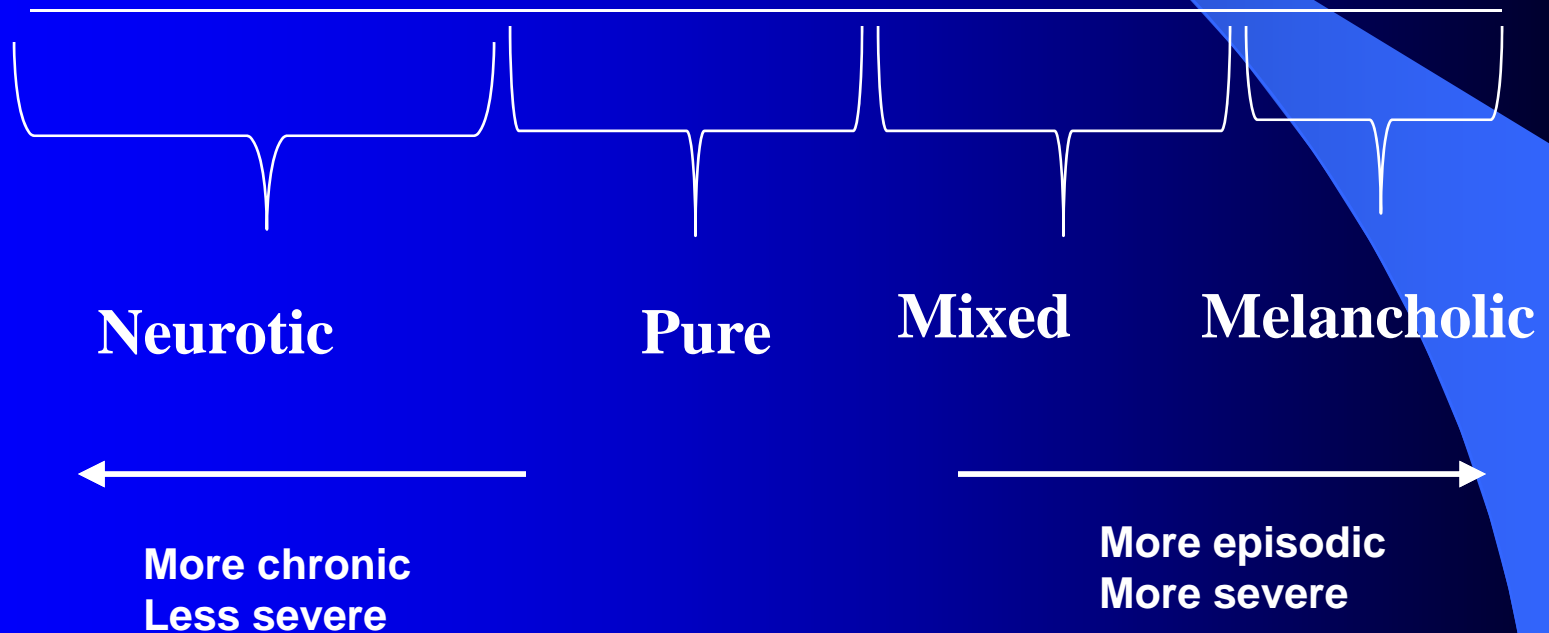 Neurotic
Pure
Mixed
Melancholic
More chronic
Less severe
More episodic
More severe